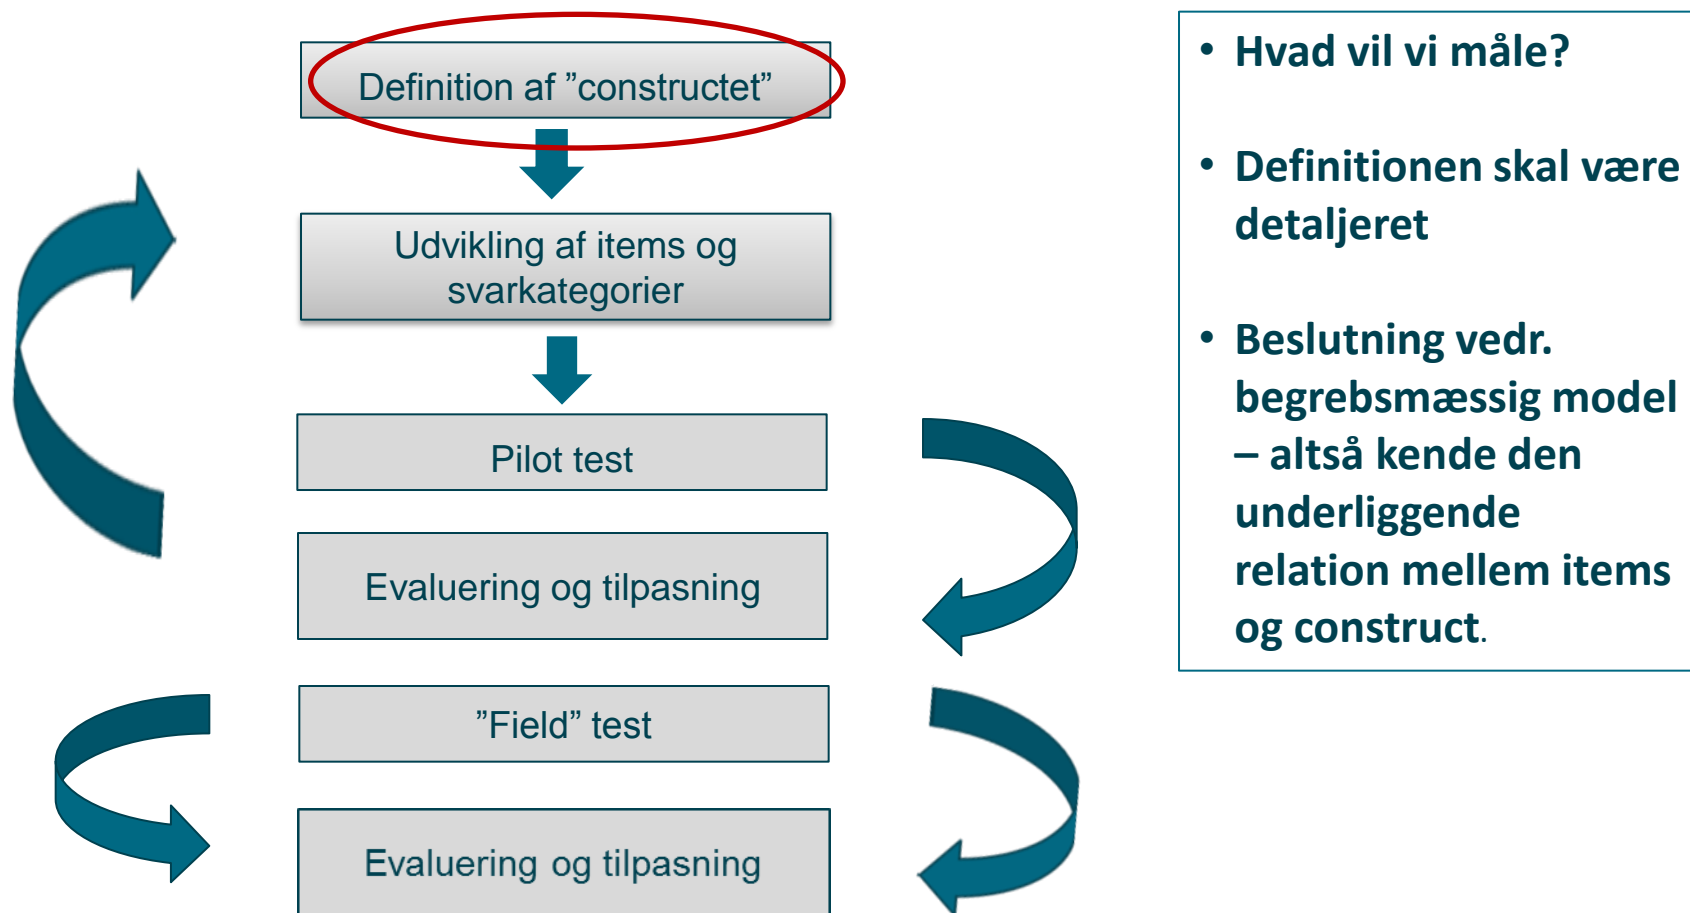 Definition af ”constructet”
Udvikling af items og
svarkategorier
Pilot test
Evaluering og tilpasning
”Field” test
Evaluering og tilpasning
• Hvad vil vi måle?
• Definitionen skal være
detaljeret
• Beslutning vedr.
begrebsmæssig model
– altså kende den
underliggende
relation mellem items
og construct.